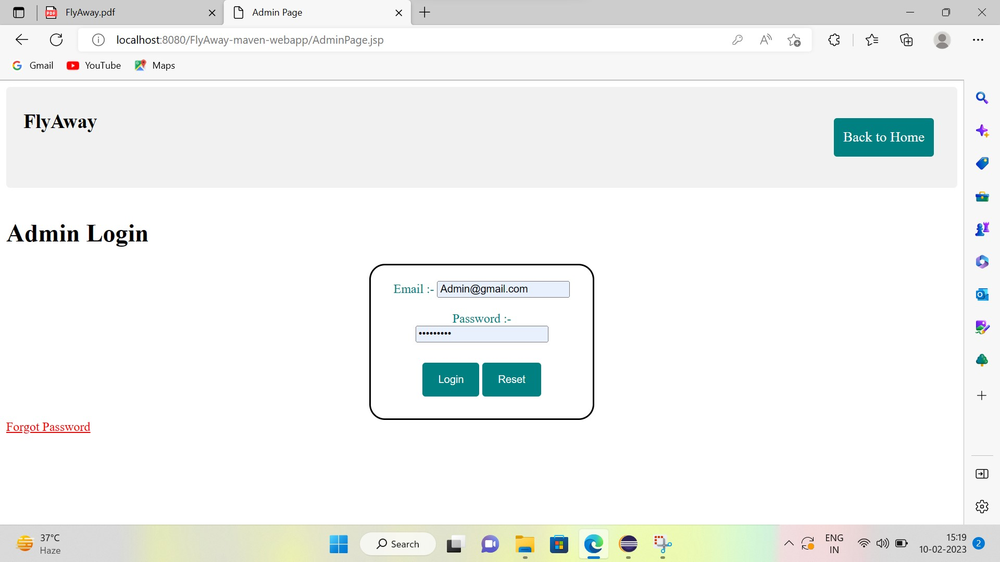 FlyAway.pdf
Admin Page
localhost:8080/FlyAway-maven-webapp/AdminPage.jsp
Gmail
YouTube
Maps
FlyAway
Back to Home
Admin Login
Email :- Admin@gmail.com
Password :-
•••••••••
Login
Reset
Forgot Password
37°C
Haze
Search
ENG
IN
15:19
10-02-2023
2